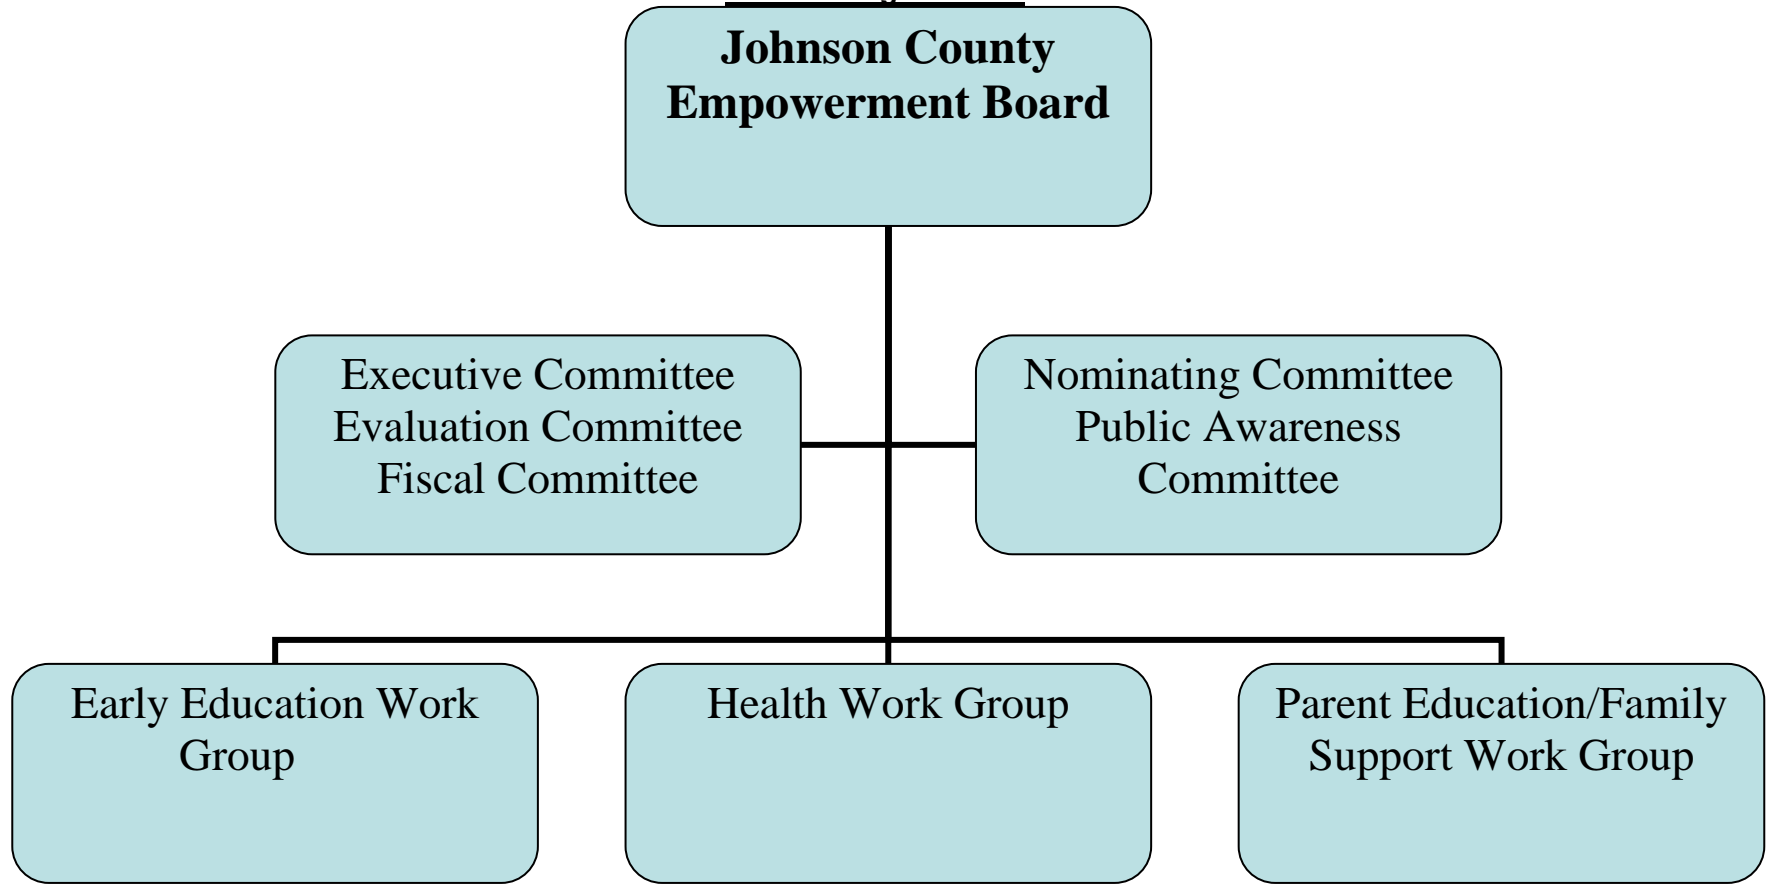 Johnson County
Empowerment Board
Executive Committee
Evaluation Committee
Fiscal Committee
Nominating Committee
Public Awareness
Committee
Early Education Work
Group
Health Work Group
Parent Education/Family
Support Work Group